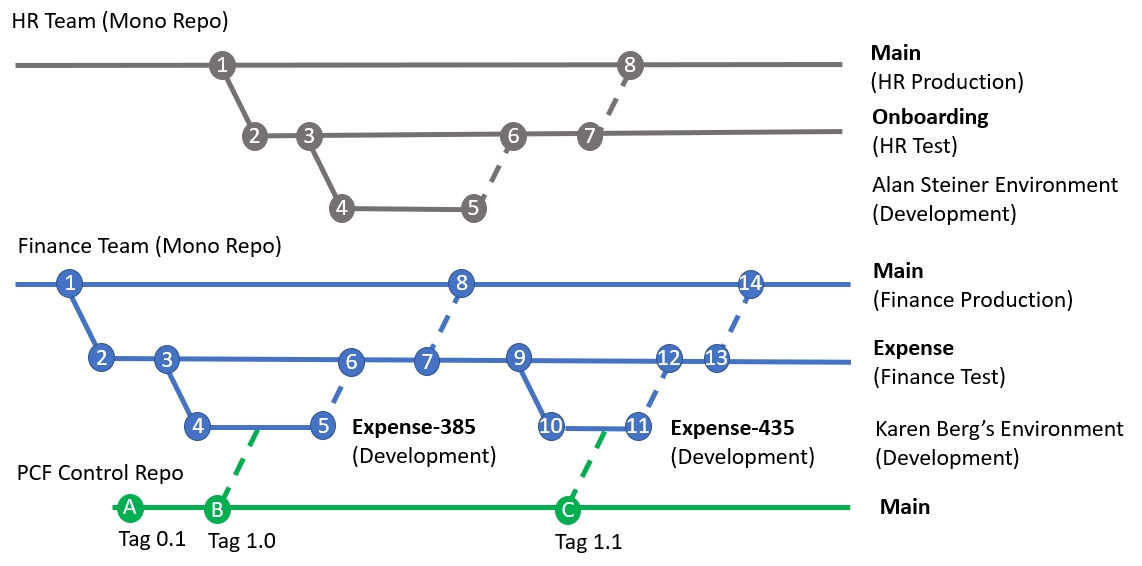 HR Team (Mono Repo)
1
8
Main
(HR Production)
2
3
6
7
Onboarding
(HR Test)
4
5
Alan Steiner Environment
(Development)
Finance Team (Mono Repo)
1
8
14
Main
(Finance Production)
2
3
6
7
9
12
13
Expense
(Finance Test)
4
5
Expense-385
(Development)
10
11
Expense-435
(Development)
Karen Berg’s Environment
(Development)
PCF Control Repo
A
B
C
Main
Tag 0.1
Tag 1.0
Tag 1.1